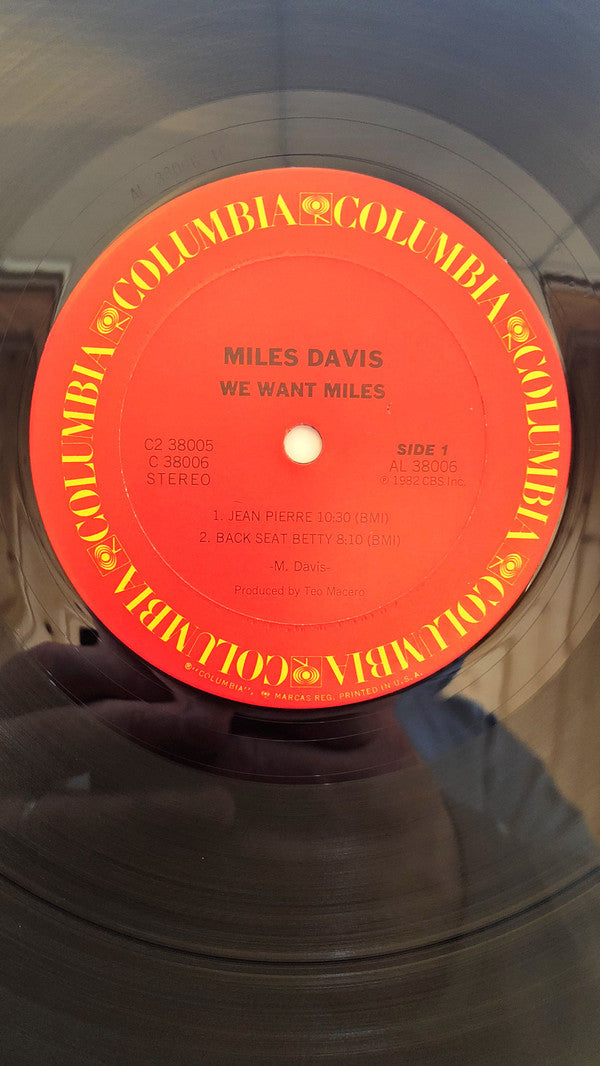 COLUMBIA COLUMBIA COLUMBIA COLUMBIA COLUMBIA COLUMBIA COLUMBIA
MILES DAVIS
WE WANT MILES
C2 38005
C 38006
STEREO
SIDE 1
AL 38006
℗ 1982 CBS Inc.
1. JEAN PIERRE 10:30 (BMI)
2. BACK SEAT BETTY 8:10 (BMI)
-M. Davis-
Produced by Teo Macero
®"COLUMBIA", MARCAS REG. PRINTED IN U.S.A.